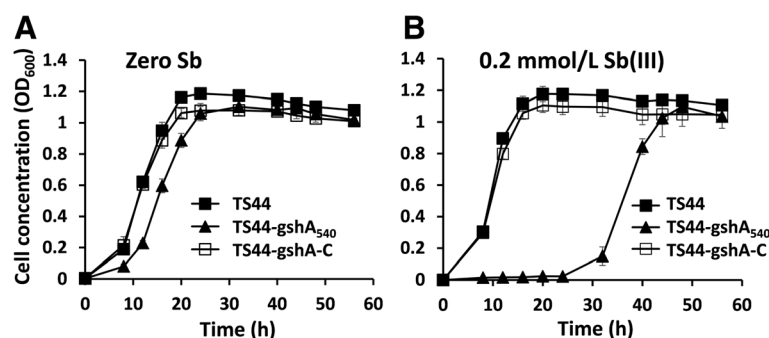 A
Zero Sb
Cell concentration (OD600)
1.4
1.2
1
0.8
0.6
0.4
0.2
0
TS44
TS44-gshA540
TS44-gshA-C
0 10 20 30 40 50 60
Time (h)
B
0.2 mmol/L Sb(III)
1.4
1.2
1
0.8
0.6
0.4
0.2
0
TS44
TS44-gshA540
TS44-gshA-C
0 10 20 30 40 50 60
Time (h)